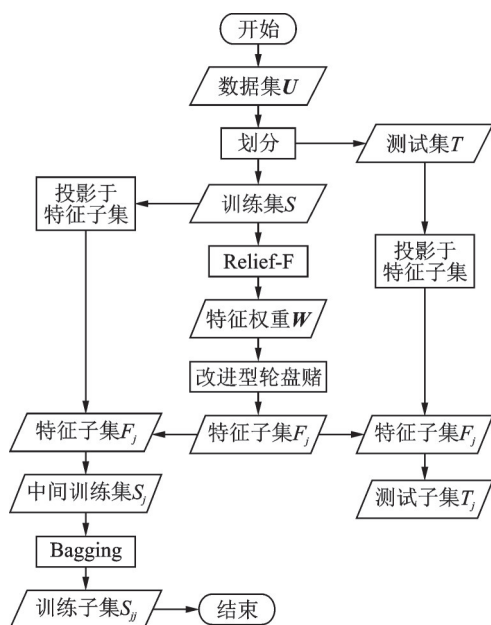 开始
数据集U
划分
测试集T
投影于
特征子集
训练集S
Relief-F
投影于
特征子集
特征权重W
改进型轮盘赌
特征子集Fj
特征子集Fj
特征子集Fj
中间训练集Sj
测试子集Tj
Bagging
训练子集Sjj
结束